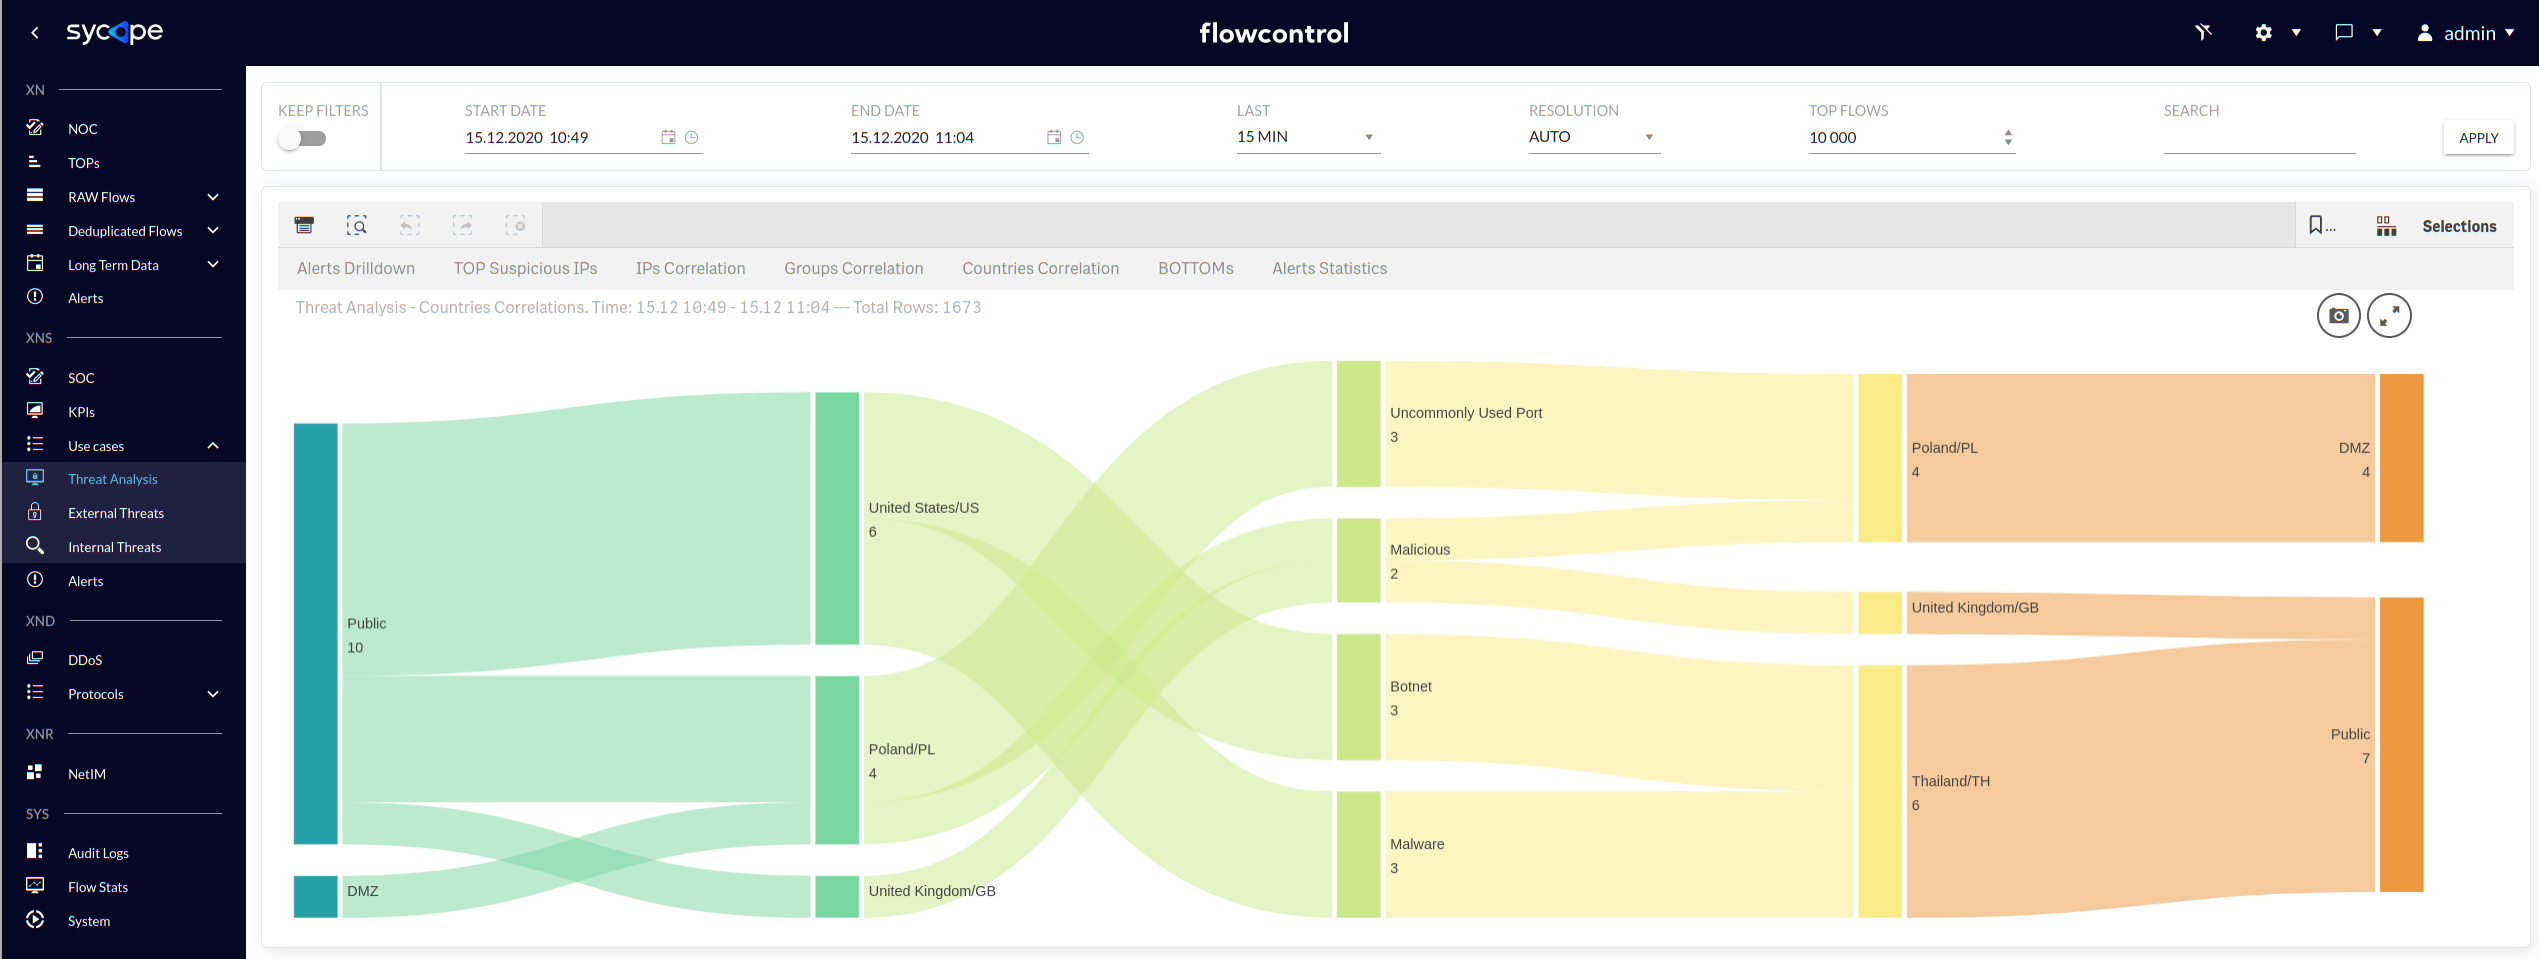 sycope
flowcontrol
admin
XN
NOC
TOPs
RAW Flows
Deduplicated Flows
Long Term Data
Alerts
XNS
SOC
KPIs
Use cases
Threat Analysis
External Threats
Internal Threats
Alerts
XND
DDoS
Protocols
XNR
NetIM
SYS
Audit Logs
Flow Stats
System
KEEP FILTERS
START DATE
15.12.2020 10:49
END DATE
15.12.2020 11:04
LAST
15 MIN
RESOLUTION
AUTO
TOP FLOWS
10 000
SEARCH
APPLY
...
Selections
Alerts Drilldown
TOP Suspicious IPs
IPs Correlation
Groups Correlation
Countries Correlation
BOTTOMs
Alerts Statistics
Threat Analysis - Countries Correlations. Time: 15.12 10:49 - 15.12 11:04 --- Total Rows: 1673
Public
10
DMZ
United States/US
6
Poland/PL
4
United Kingdom/GB
Uncommonly Used Port
3
Malicious
2
Botnet
3
Malware
3
Poland/PL
4
United Kingdom/GB
Thailand/TH
6
DMZ
4
Public
7